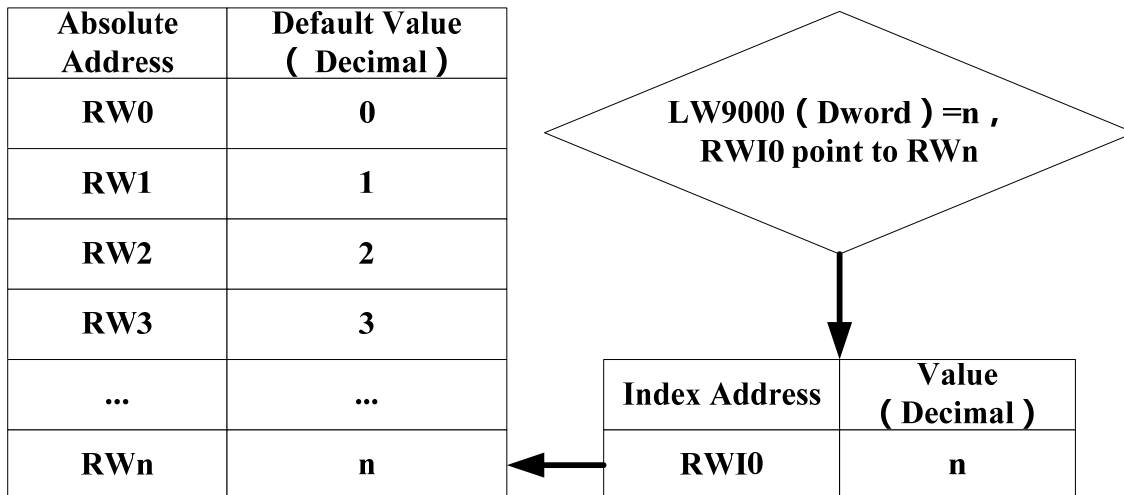 Absolute Address
Default Value
( Decimal )
RW0
0
RW1
1
RW2
2
RW3
3
...
...
RWn
n
LW9000 ( Dword ) =n ,
RWI0 point to RWn
Index Address
Value
( Decimal )
RWI0
n